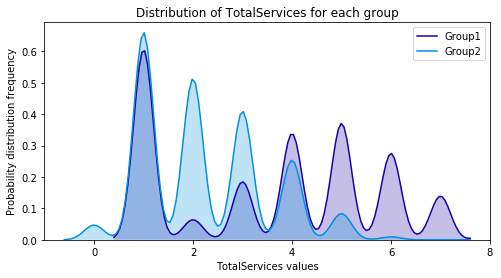 Distribution of TotalServices for each group
Group1
Group2
Probability distribution frequency
0.6
0.5
0.4
0.3
0.2
0.1
0.0
0 2 4 6 8
TotalServices values